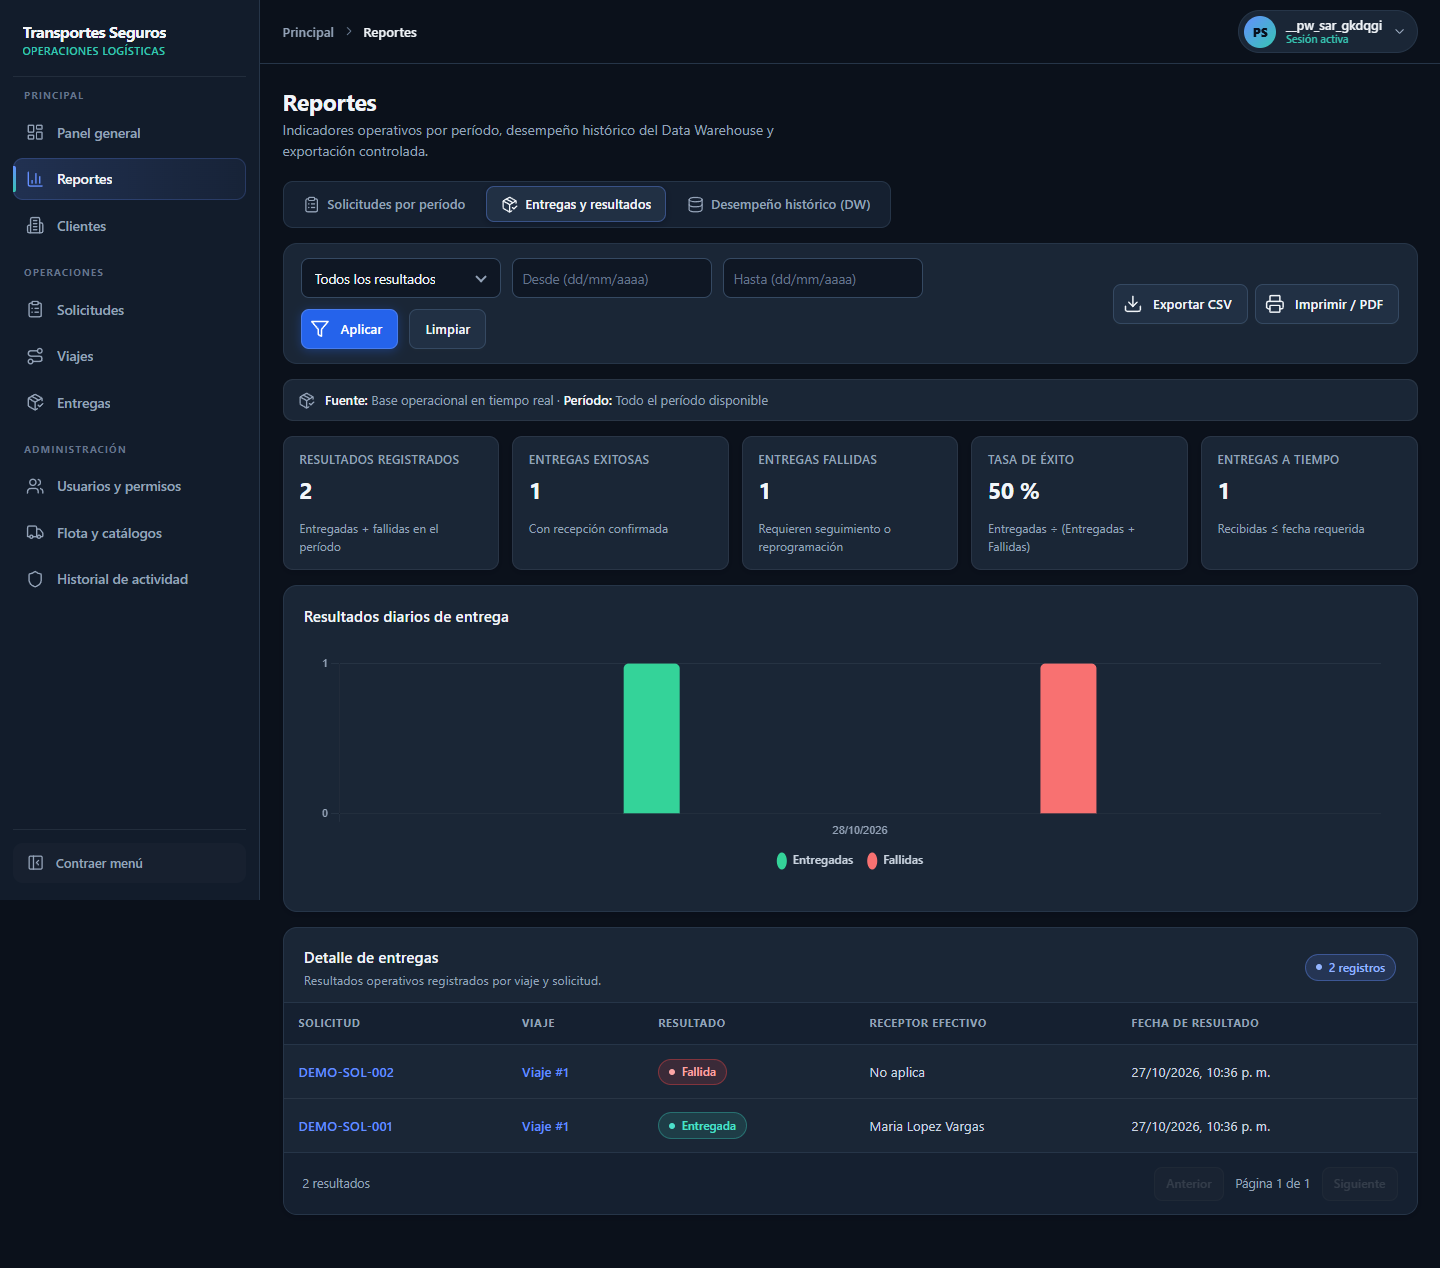 Transportes Seguros
OPERACIONES LOGÍSTICAS
PRINCIPAL
Panel general
Reportes
Clientes
OPERACIONES
Solicitudes
Viajes
Entregas
ADMINISTRACIÓN
Usuarios y permisos
Flota y catálogos
Historial de actividad
Contraer menú
Principal > Reportes
PS
__pw_sar_gkdqgi
Sesión activa
Reportes
Indicadores operativos por período, desempeño histórico del Data Warehouse y
exportación controlada.
Solicitudes por período
Entregas y resultados
Desempeño histórico (DW)
Todos los resultados
Desde (dd/mm/aaaa)
Hasta (dd/mm/aaaa)
Aplicar
Limpiar
Exportar CSV
Imprimir / PDF
Fuente: Base operacional en tiempo real · Período: Todo el período disponible
RESULTADOS REGISTRADOS
2
Entregadas + fallidas en el
período
ENTREGAS EXITOSAS
1
Con recepción confirmada
ENTREGAS FALLIDAS
1
Requieren seguimiento o
reprogramación
TASA DE ÉXITO
50 %
Entregadas ÷ (Entregadas +
Fallidas)
ENTREGAS A TIEMPO
1
Recibidas ≤ fecha requerida
Resultados diarios de entrega
1
0
28/10/2026
Entregadas
Fallidas
Detalle de entregas
Resultados operativos registrados por viaje y solicitud.
2 registros
SOLICITUD VIAJE RESULTADO RECEPTOR EFECTIVO FECHA DE RESULTADO
DEMO-SOL-002 Viaje #1 Fallida No aplica 27/10/2026, 10:36 p. m.
DEMO-SOL-001 Viaje #1 Entregada Maria Lopez Vargas 27/10/2026, 10:36 p. m.
2 resultados
Anterior
Página 1 de 1
Siguiente